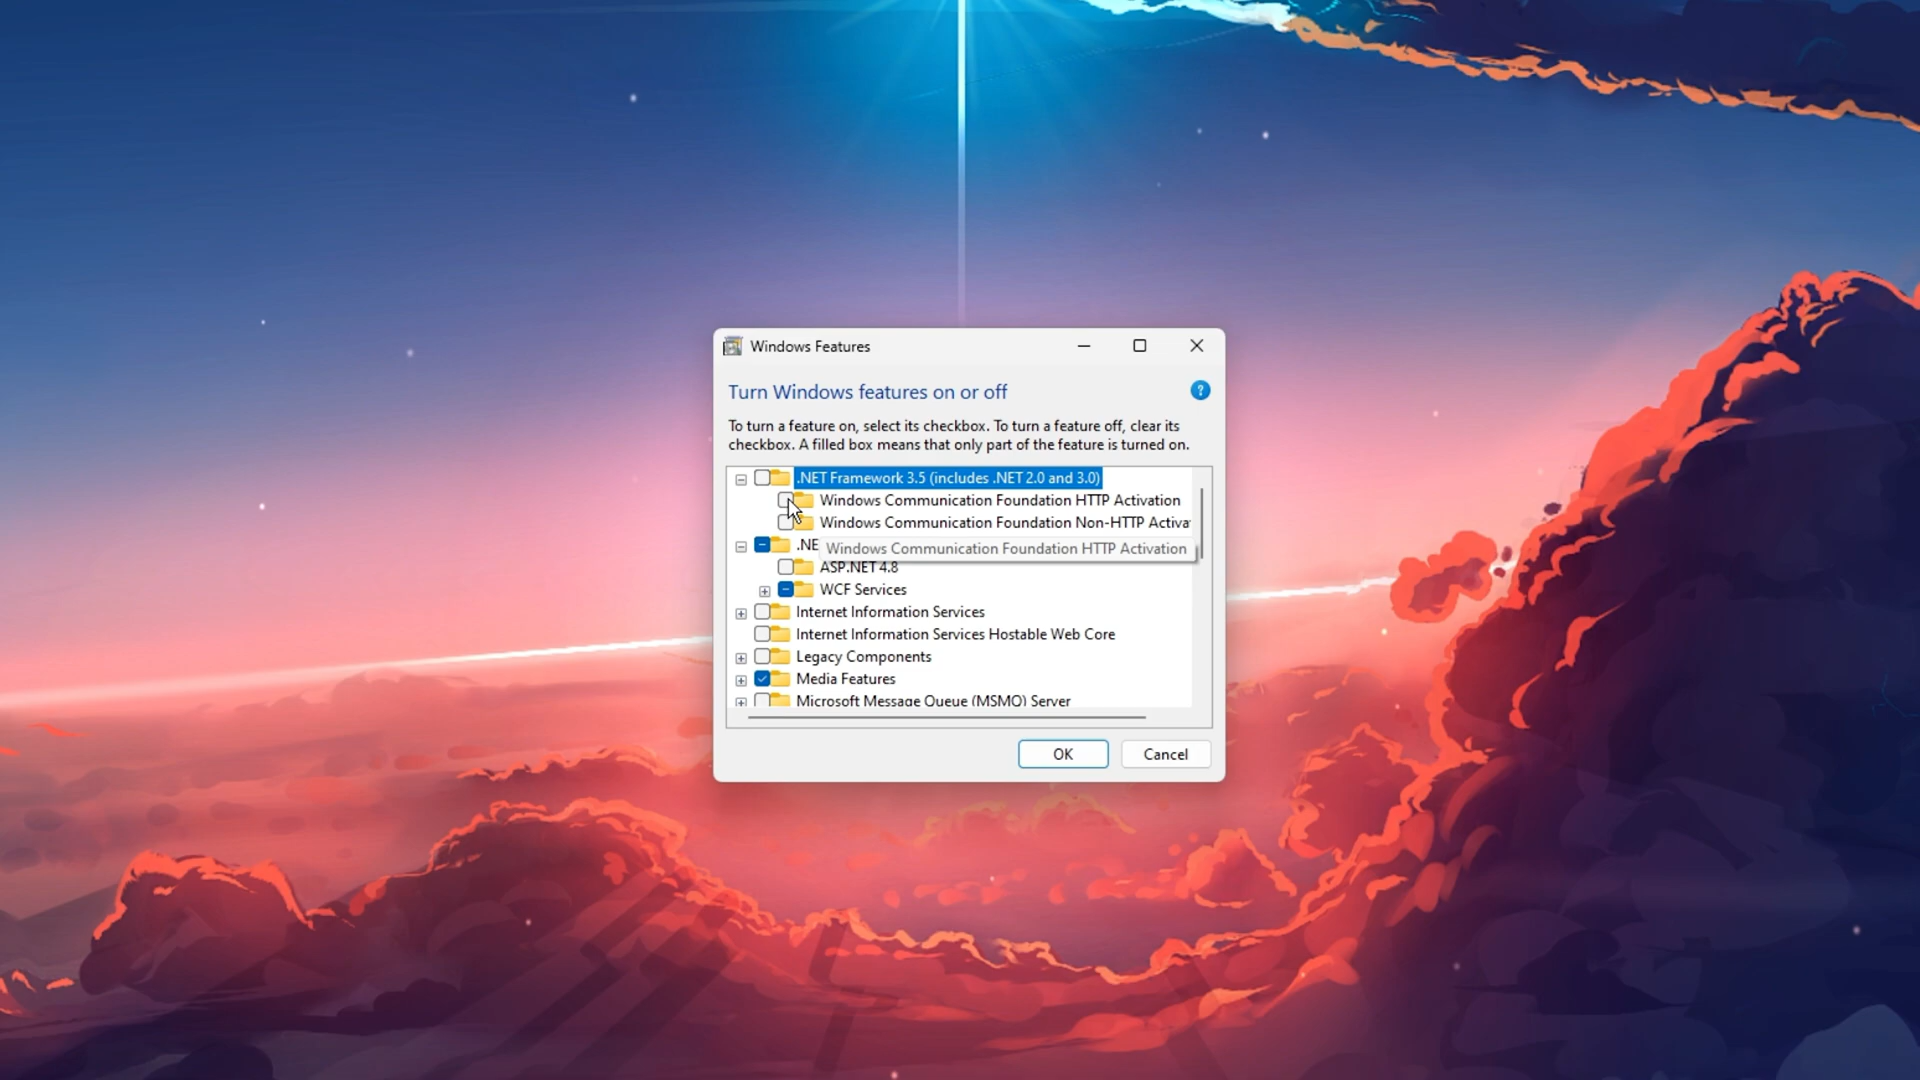 Windows Features
Turn Windows features on or off
?
To turn a feature on, select its checkbox. To turn a feature off, clear its
checkbox. A filled box means that only part of the feature is turned on.
.NET Framework 3.5 (includes .NET 2.0 and 3.0)
Windows Communication Foundation HTTP Activation
Windows Communication Foundation Non-HTTP Activa
.NE
Windows Communication Foundation HTTP Activation
ASP.NET 4.8
WCF Services
Internet Information Services
Internet Information Services Hostable Web Core
Legacy Components
Media Features
Microsoft Message Queue (MSMQ) Server
OK
Cancel